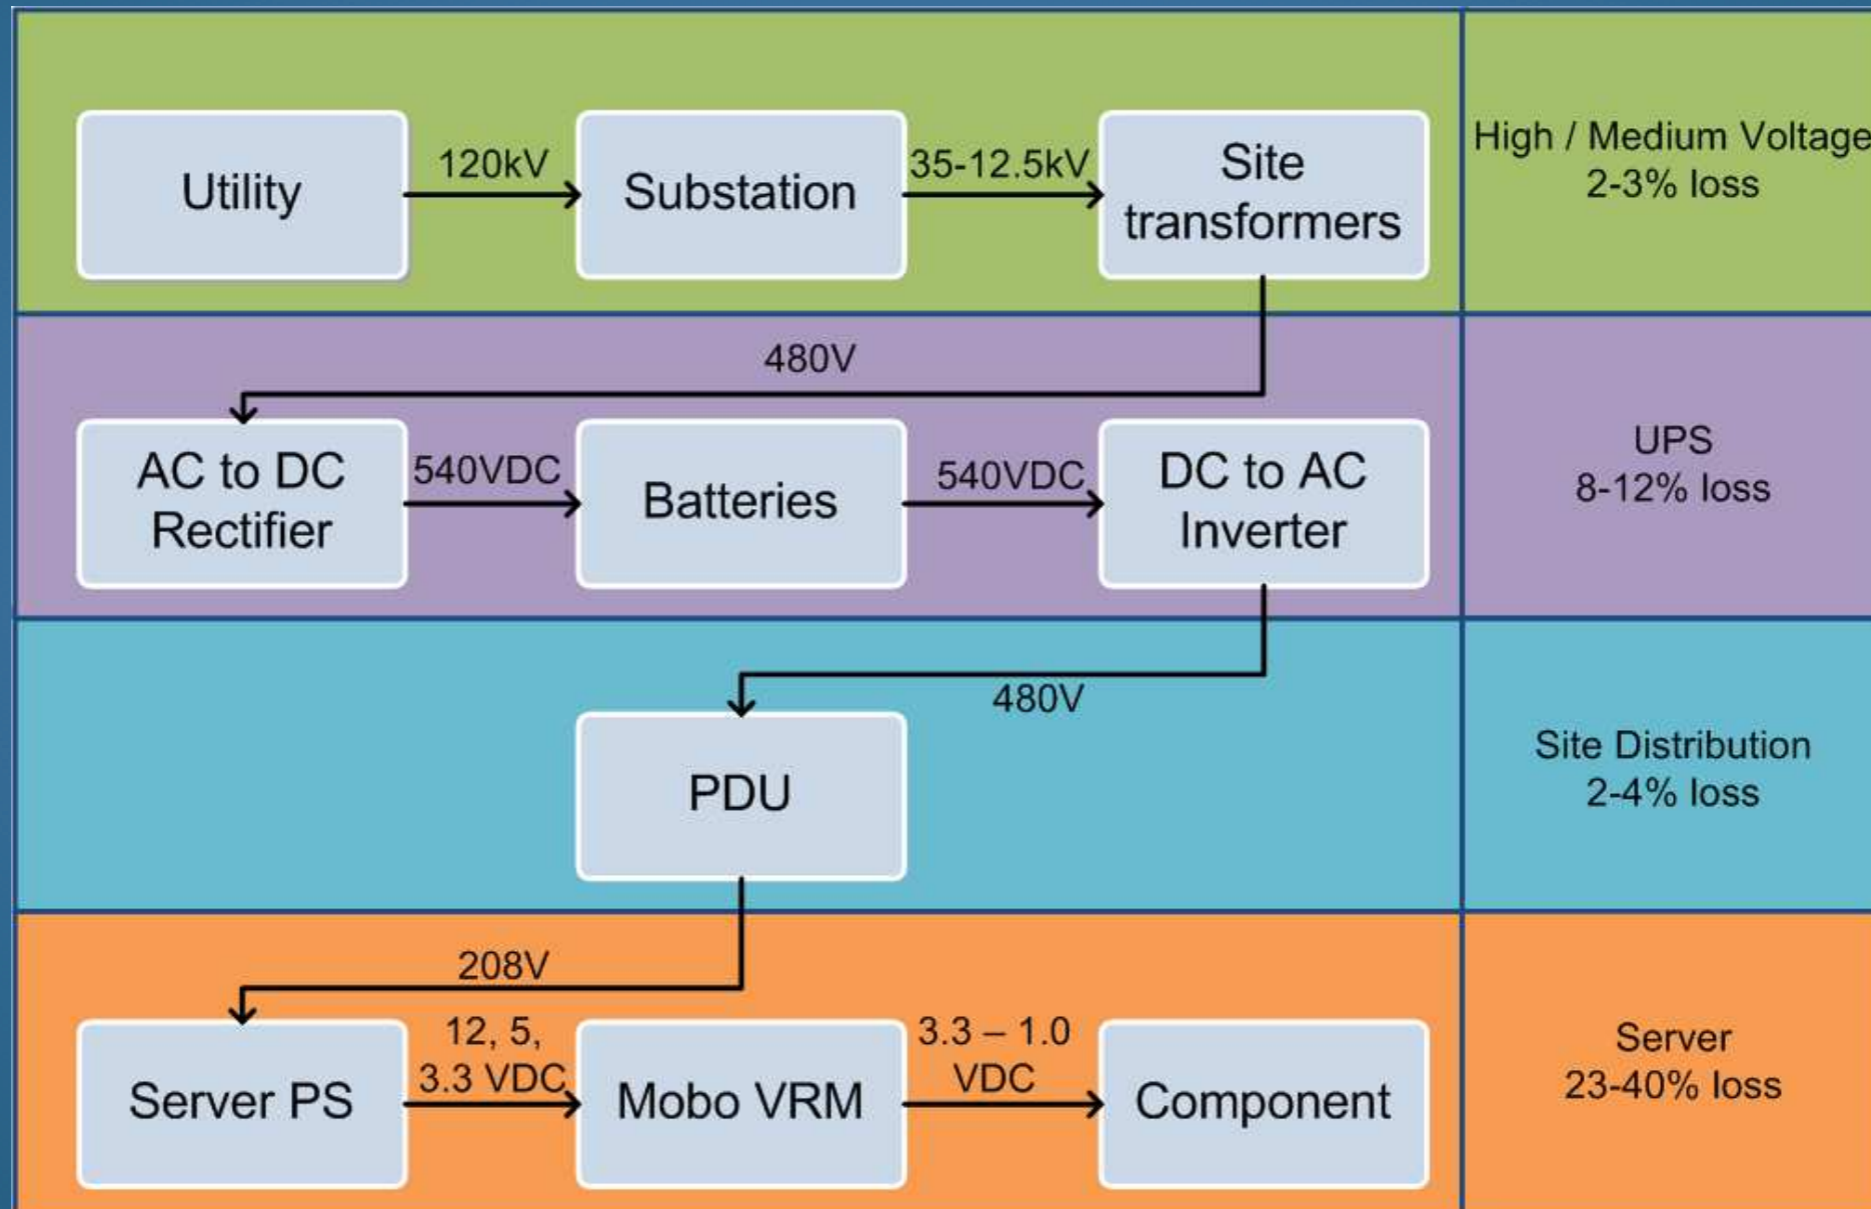 Utility
120kV
Substation
35-12.5kV
Site
transformers
High / Medium Voltage
2-3% loss
480V
AC to DC
Rectifier
540VDC
Batteries
540VDC
DC to AC
Inverter
UPS
8-12% loss
480V
PDU
Site Distribution
2-4% loss
208V
Server PS
12, 5,
3.3 VDC
Mobo VRM
3.3 – 1.0
VDC
Component
Server
23-40% loss